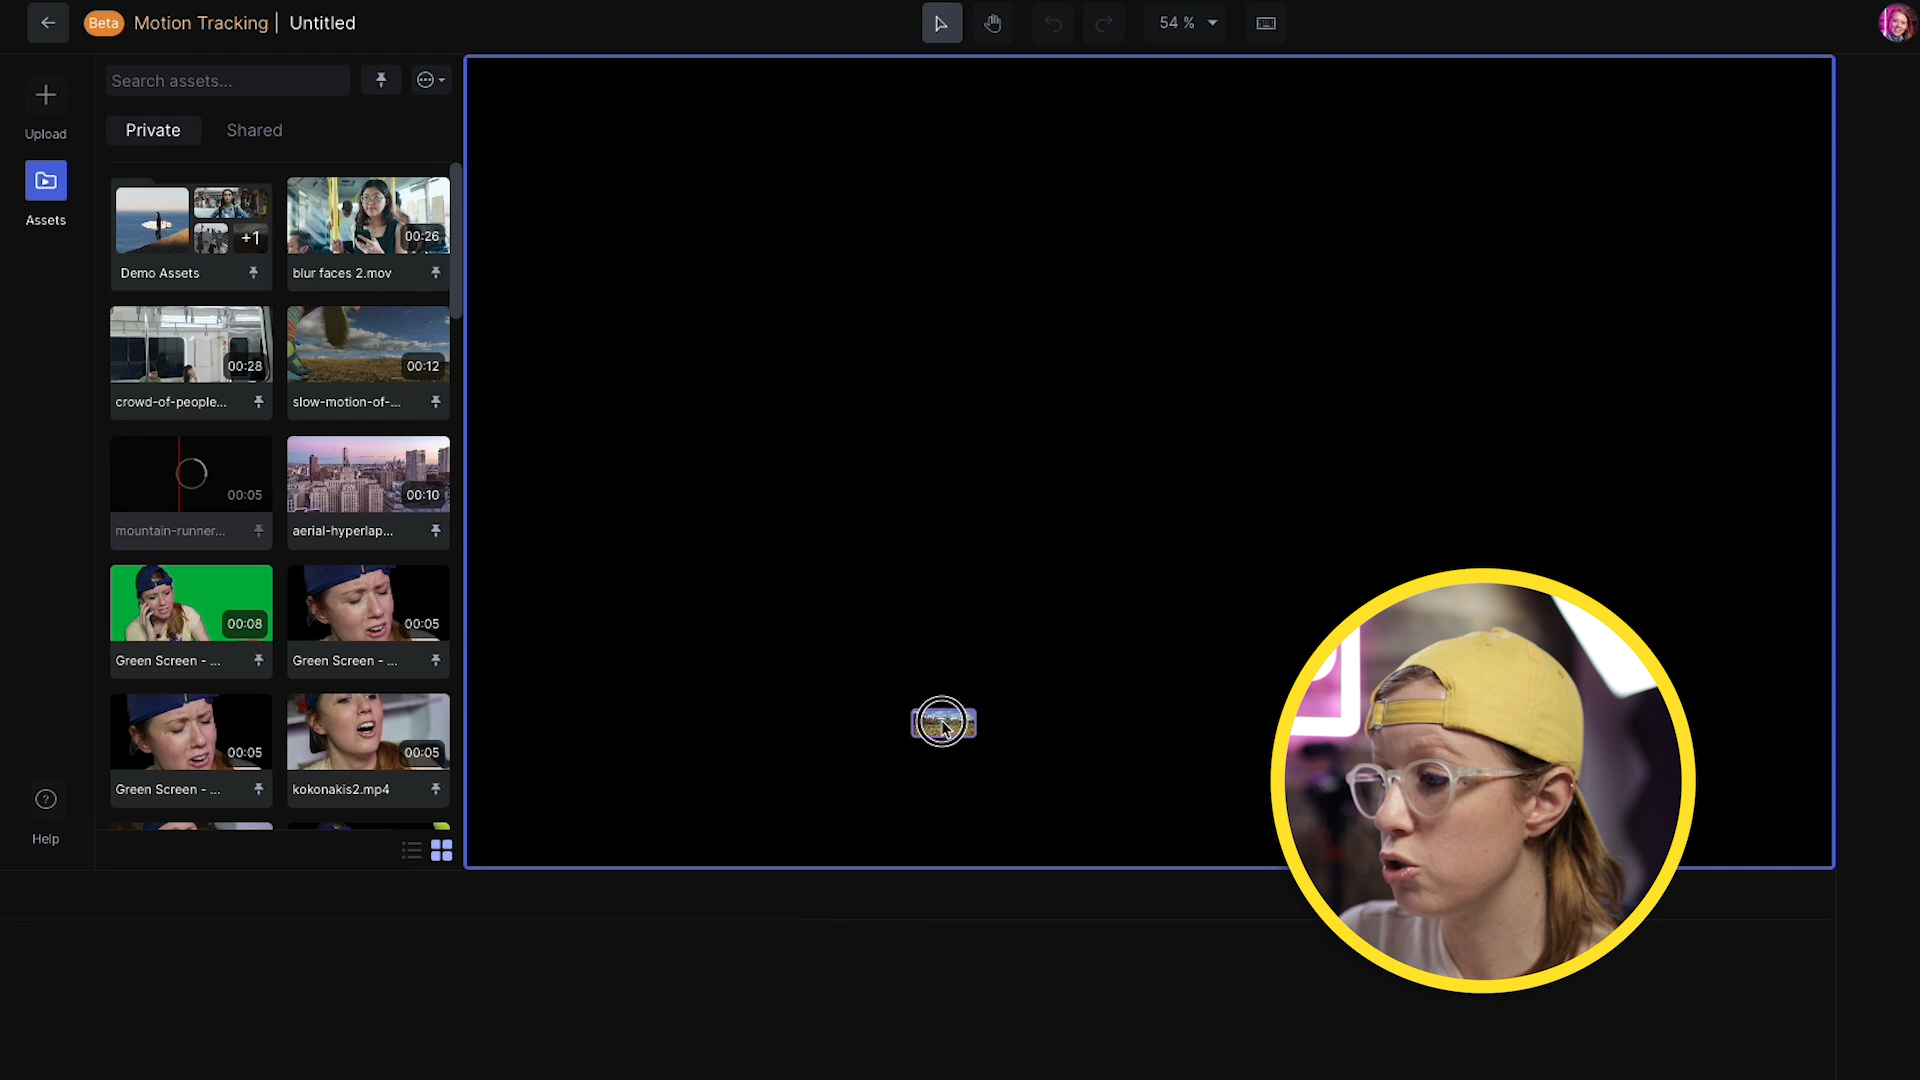 Beta Motion Tracking | Untitled
54 %
Search assets...
Upload
Private Shared
Assets
+1
00:26
Demo Assets
blur faces 2.mov
00:28
00:12
crowd-of-people...
slow-motion-of-...
00:05
00:10
mountain-runner...
aerial-hyperlap...
00:08
00:05
Green Screen - ...
Green Screen - ...
00:05
00:05
Green Screen - ...
kokonakis2.mp4
?
Help